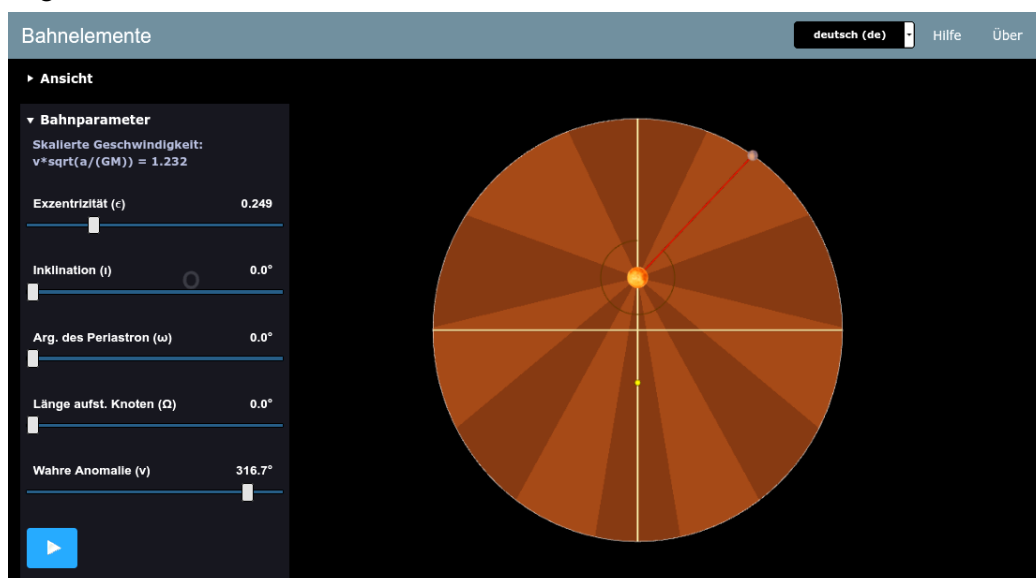 Bahnelemente
deutsch (de)
Hilfe
Über
Ansicht
Bahnparameter
Skalierte Geschwindigkeit:
v*sqrt(a/(GM)) = 1.232
Exzentrizität (ϵ) 0.249
Inklination (ι) 0.0°
Arg. des Periastron (ω) 0.0°
Länge aufst. Knoten (Ω) 0.0°
Wahre Anomalie (ν) 316.7°